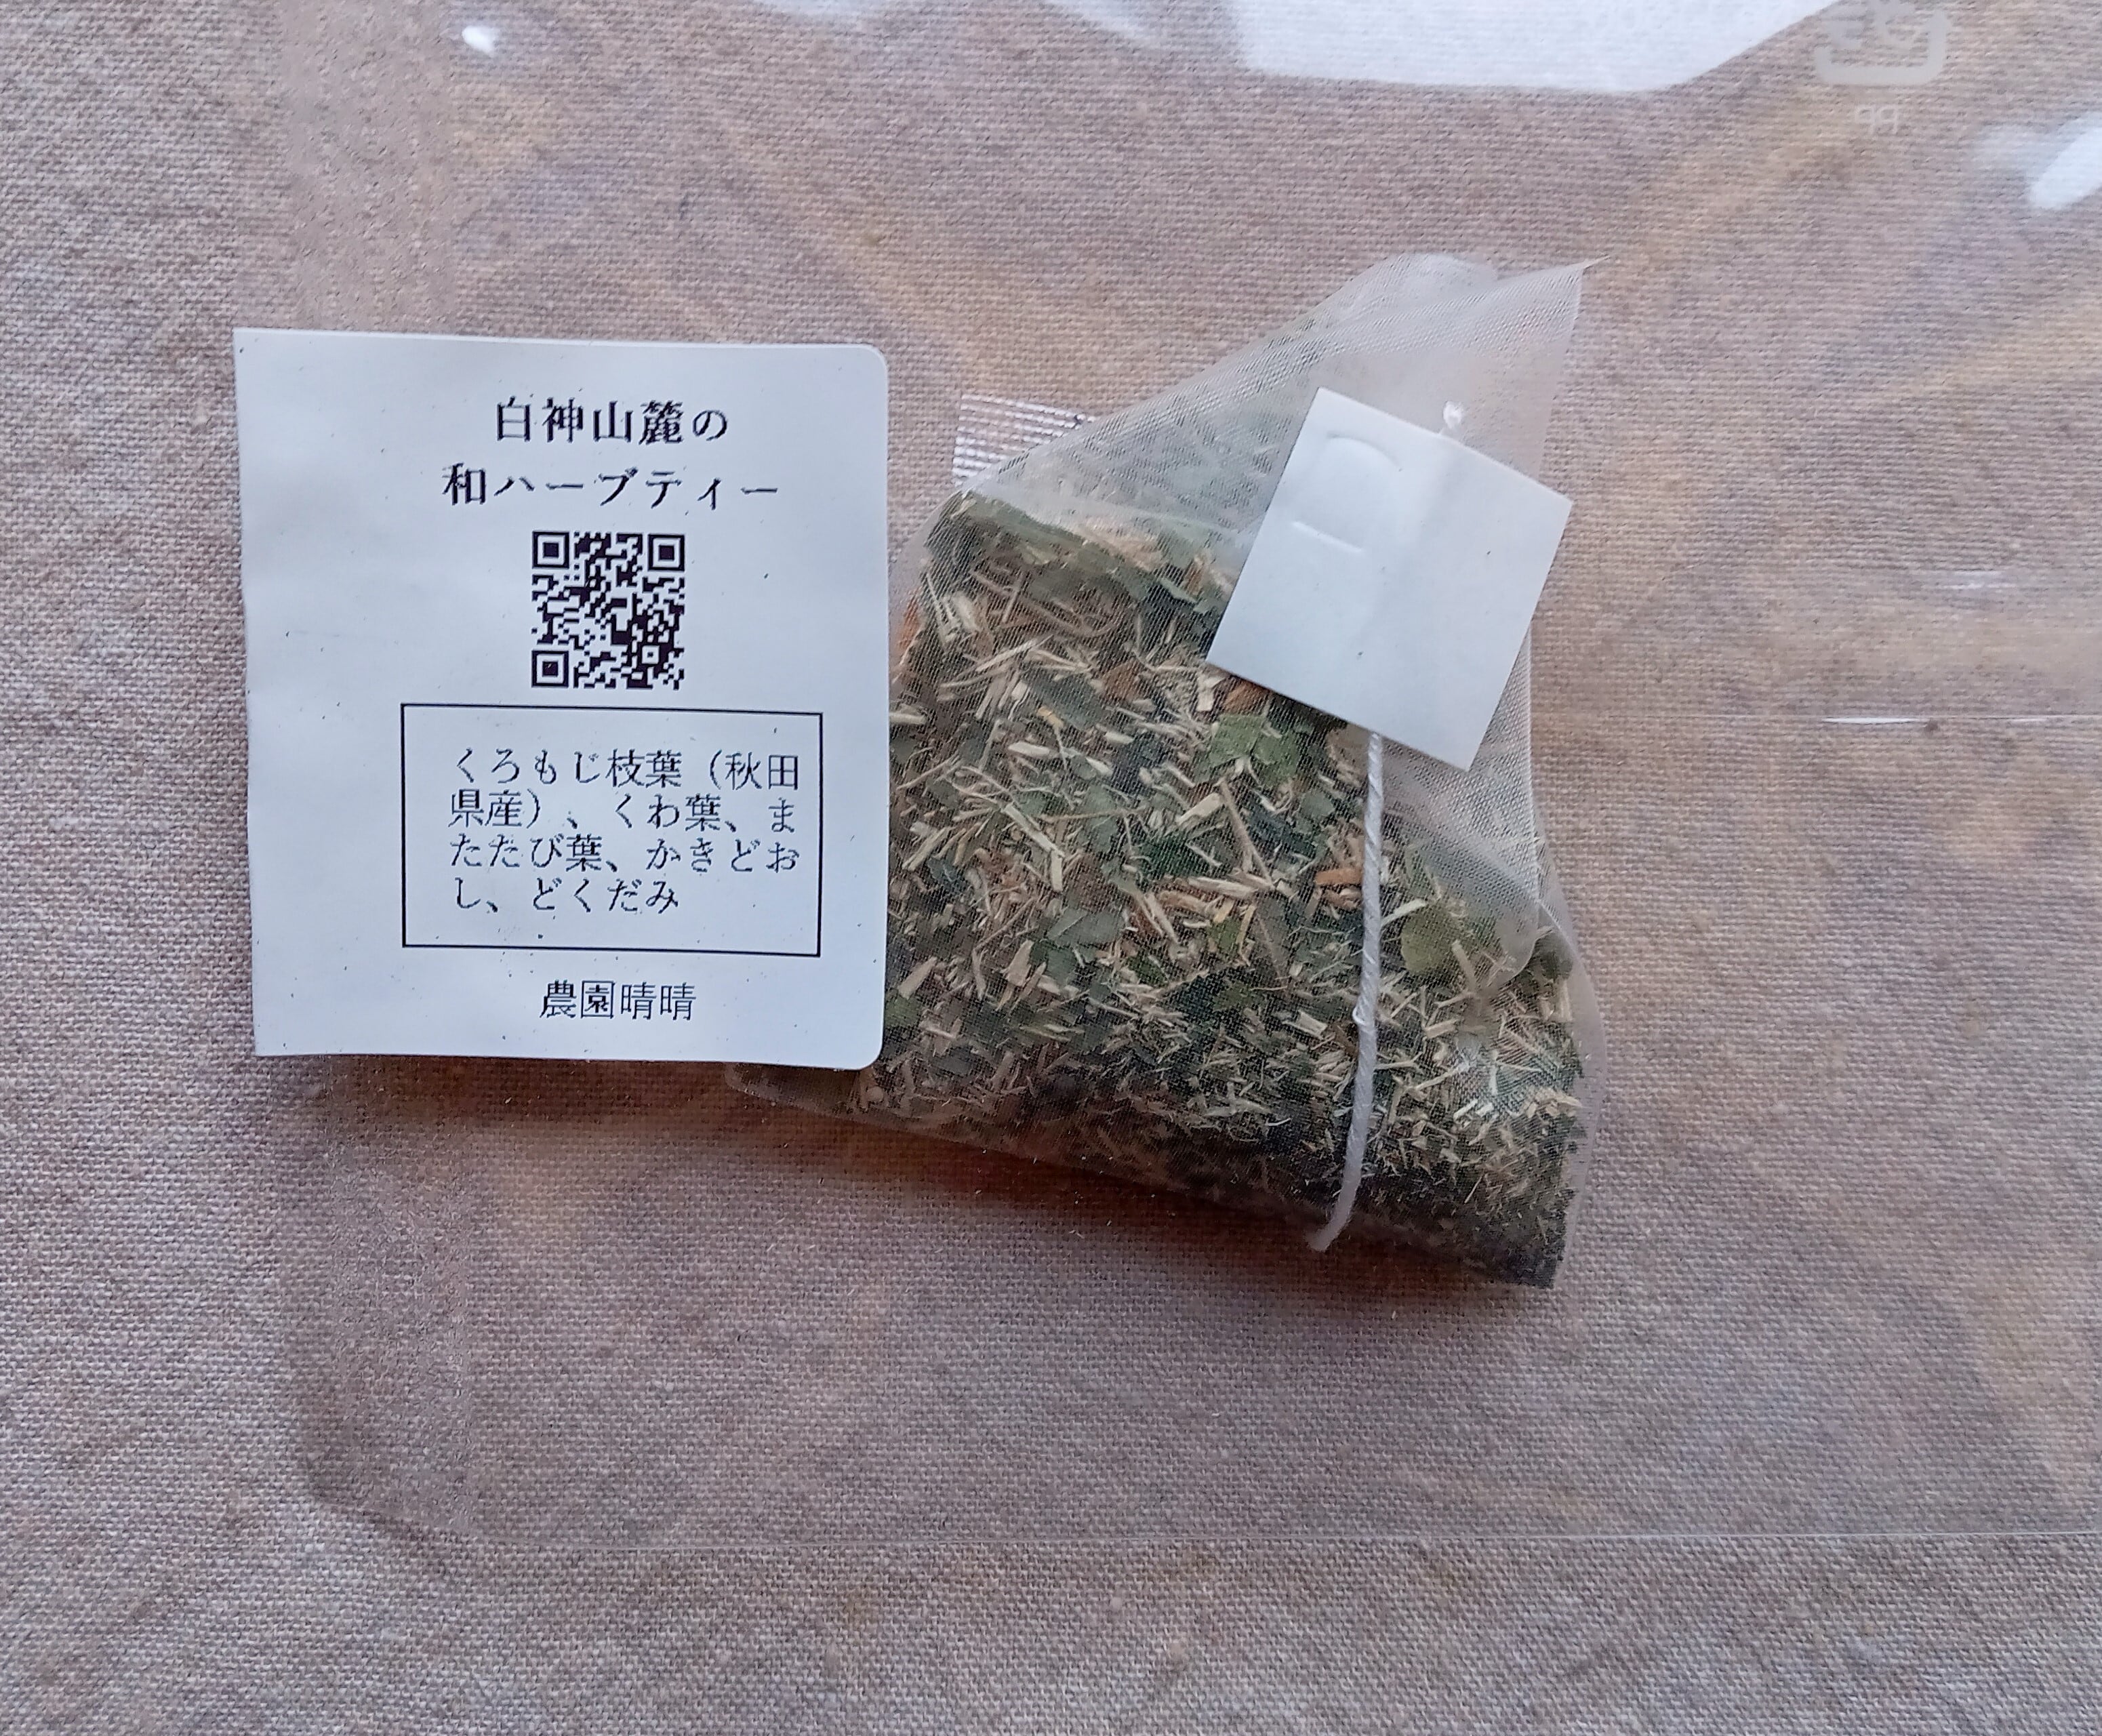 白神山麓の
和ハーブティー
くろもじ枝葉（秋田
県産）、くわ葉、ま
たたび葉、かきどお
し、どくだみ
農園晴晴
PP